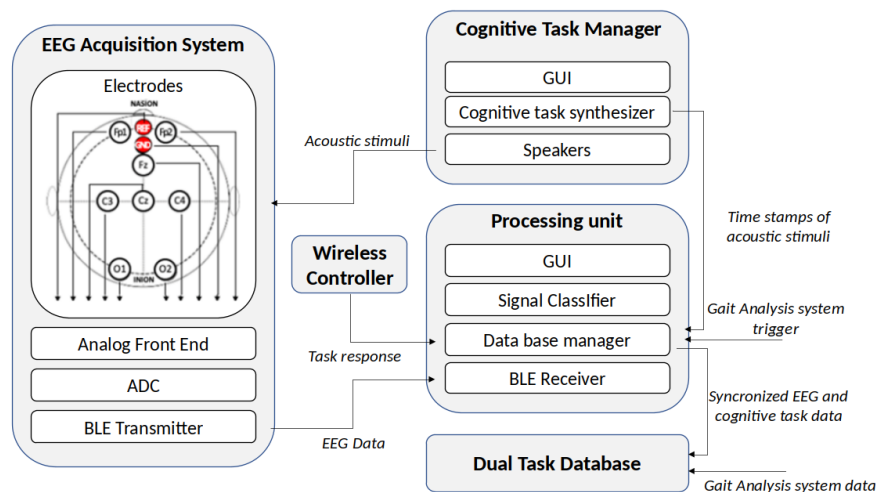 EEG Acquisition System
Electrodes
NASION
Fp1
REF
Fp2
GND
Fz
C3
Cz
C4
O1
O2
INION
Analog Front End
ADC
BLE Transmitter
Acoustic stimuli
Wireless
Controller
Task response
EEG Data
Cognitive Task Manager
GUI
Cognitive task synthesizer
Speakers
Processing unit
GUI
Signal ClassIfier
Data base manager
BLE Receiver
Dual Task Database
Time stamps of
acoustic stimuli
Gait Analysis system
trigger
Syncronized EEG and
cognitive task data
Gait Analysis system data